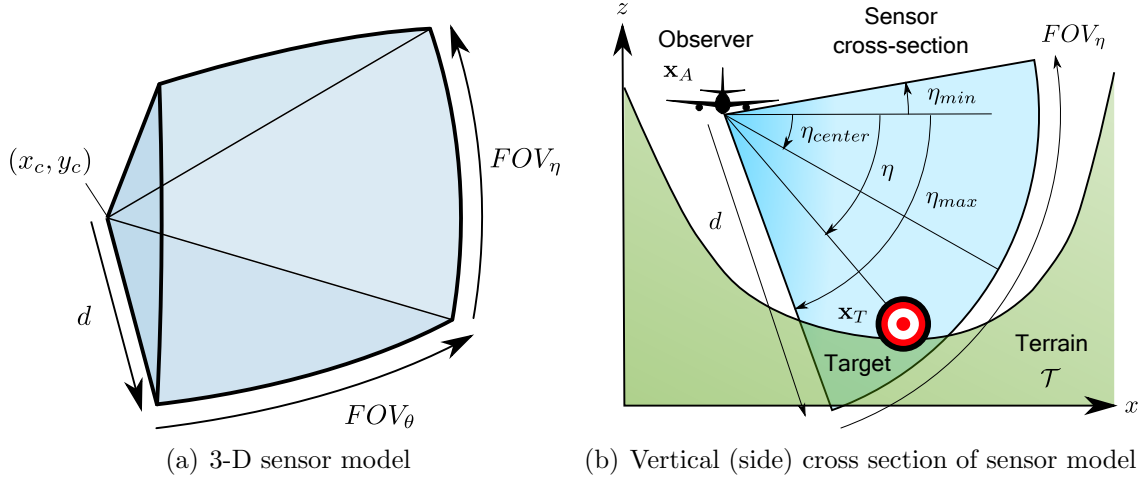 (x_c, y_c)
d
FOV_η
FOV_θ
(a) 3-D sensor model
z
Observer
x_A
Sensor
cross-section
FOV_η
η_min
η_center
η
η_max
d
x_T
Target
Terrain
𝒯
x
(b) Vertical (side) cross section of sensor model